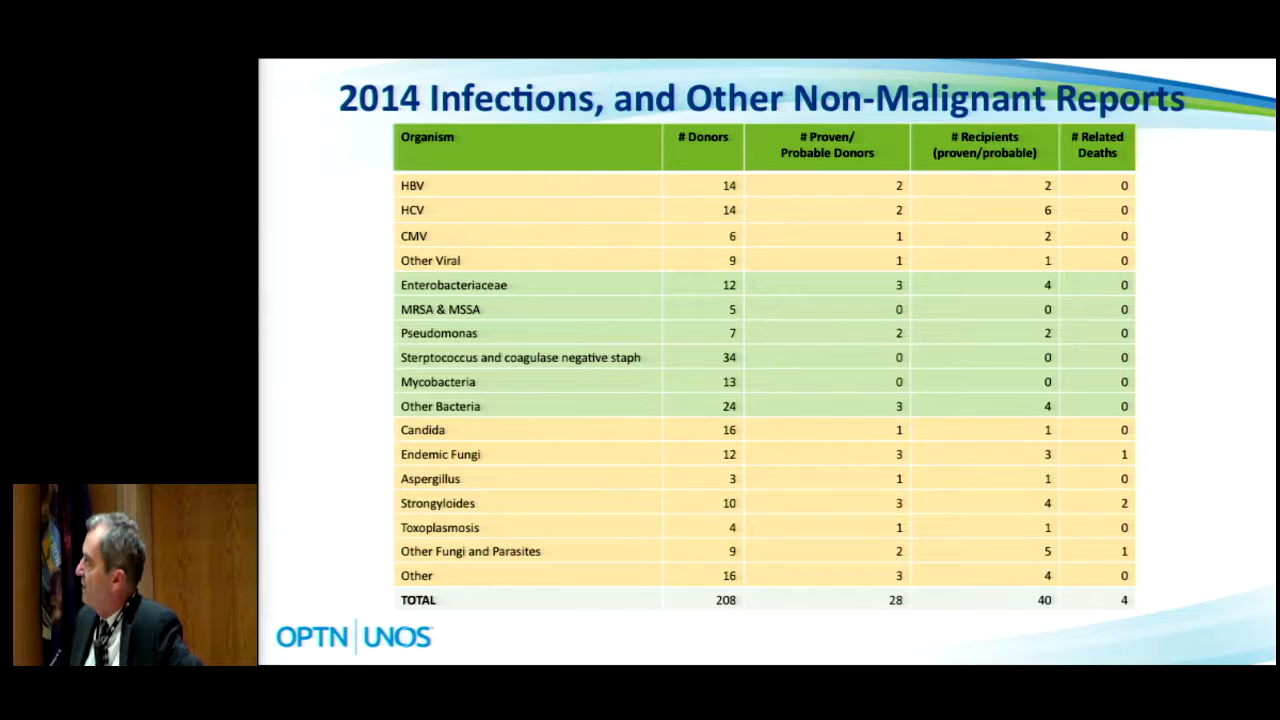 2014 Infections, and Other Non-Malignant Reports
Organism # Donors # Proven/ Probable Donors # Recipients (proven/probable) # Related Deaths
HBV 14 2 2 0
HCV 14 2 6 0
CMV 6 1 2 0
Other Viral 9 1 1 0
Enterobacteriaceae 12 3 4 0
MRSA & MSSA 5 0 0 0
Pseudomonas 7 2 2 0
Sterptococcus and coagulase negative staph 34 0 0 0
Mycobacteria 13 0 0 0
Other Bacteria 24 3 4 0
Candida 16 1 1 0
Endemic Fungi 12 3 3 1
Aspergillus 3 1 1 0
Strongyloides 10 3 4 2
Toxoplasmosis 4 1 1 0
Other Fungi and Parasites 9 2 5 1
Other 16 3 4 0
TOTAL 208 28 40 4
OPTN UNOS